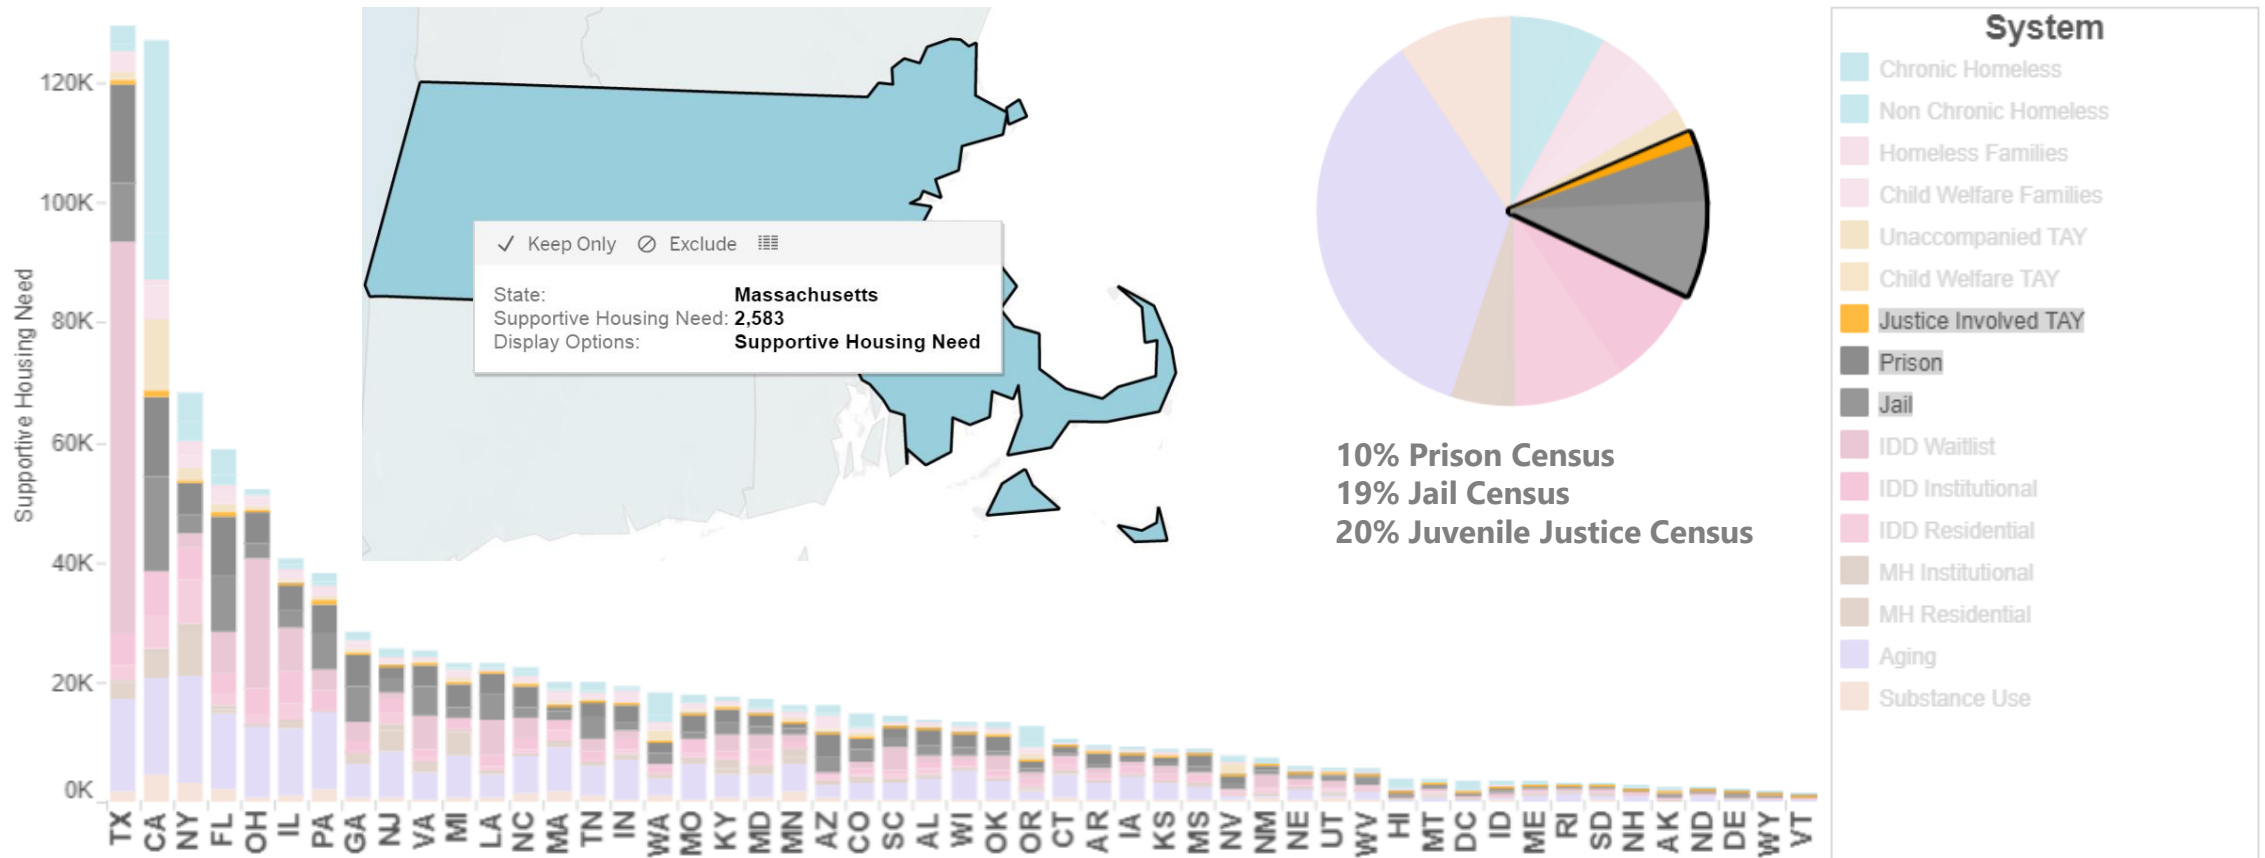 System
Chronic Homeless
Non Chronic Homeless
Homeless Families
Child Welfare Families
Unaccompanied TAY
Child Welfare TAY
Justice Involved TAY
Prison
Jail
IDD Waitlist
IDD Institutional
IDD Residential
MH Institutional
MH Residential
Aging
Substance Use
Supportive Housing Need
120K
100K
80K
60K
40K
20K
0K
Keep Only Exclude
State: Massachusetts
Supportive Housing Need: 2,583
Display Options: Supportive Housing Need
10% Prison Census
19% Jail Census
20% Juvenile Justice Census
TX CA NY FL OH IL PA GA NJ VA MI LA NC MA TN IN WA MO KY MD MN AZ CO SC AL WI OK OR CT AR IA KS MS NV NM NE UT WV HI MT DC ID ME RI SD NH AK ND DE WY VT